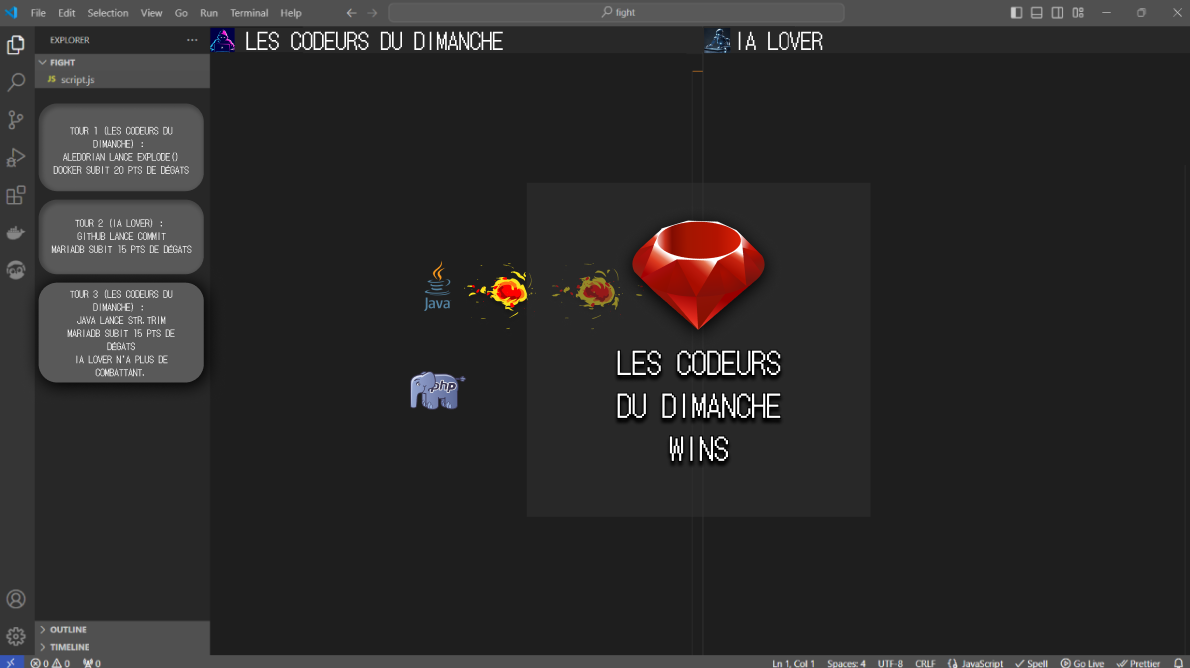 File Edit Selection View Go Run Terminal Help
fight
EXPLORER
LES CODEURS DU DIMANCHE
IA LOVER
FIGHT
JS script.js
TOUR 1 (LES CODEURS DU
DIMANCHE) :
ALEDORIAN LANCE EXPLODE()
DOCKER SUBIT 20 PTS DE DÉGATS
TOUR 2 (IA LOVER) :
GITHUB LANCE COMMIT
MARIADB SUBIT 15 PTS DE DÉGATS
TOUR 3 (LES CODEURS DU
DIMANCHE) :
JAVA LANCE STR.TRIM
MARIADB SUBIT 15 PTS DE
DÉGATS
IA LOVER N'A PLUS DE
COMBATTANT.
Java
php
LES CODEURS
DU DIMANCHE
WINS
OUTLINE
TIMELINE
0 0 0
Ln 1, Col 1 Spaces: 4 UTF-8 CRLF JavaScript Spell Go Live Prettier